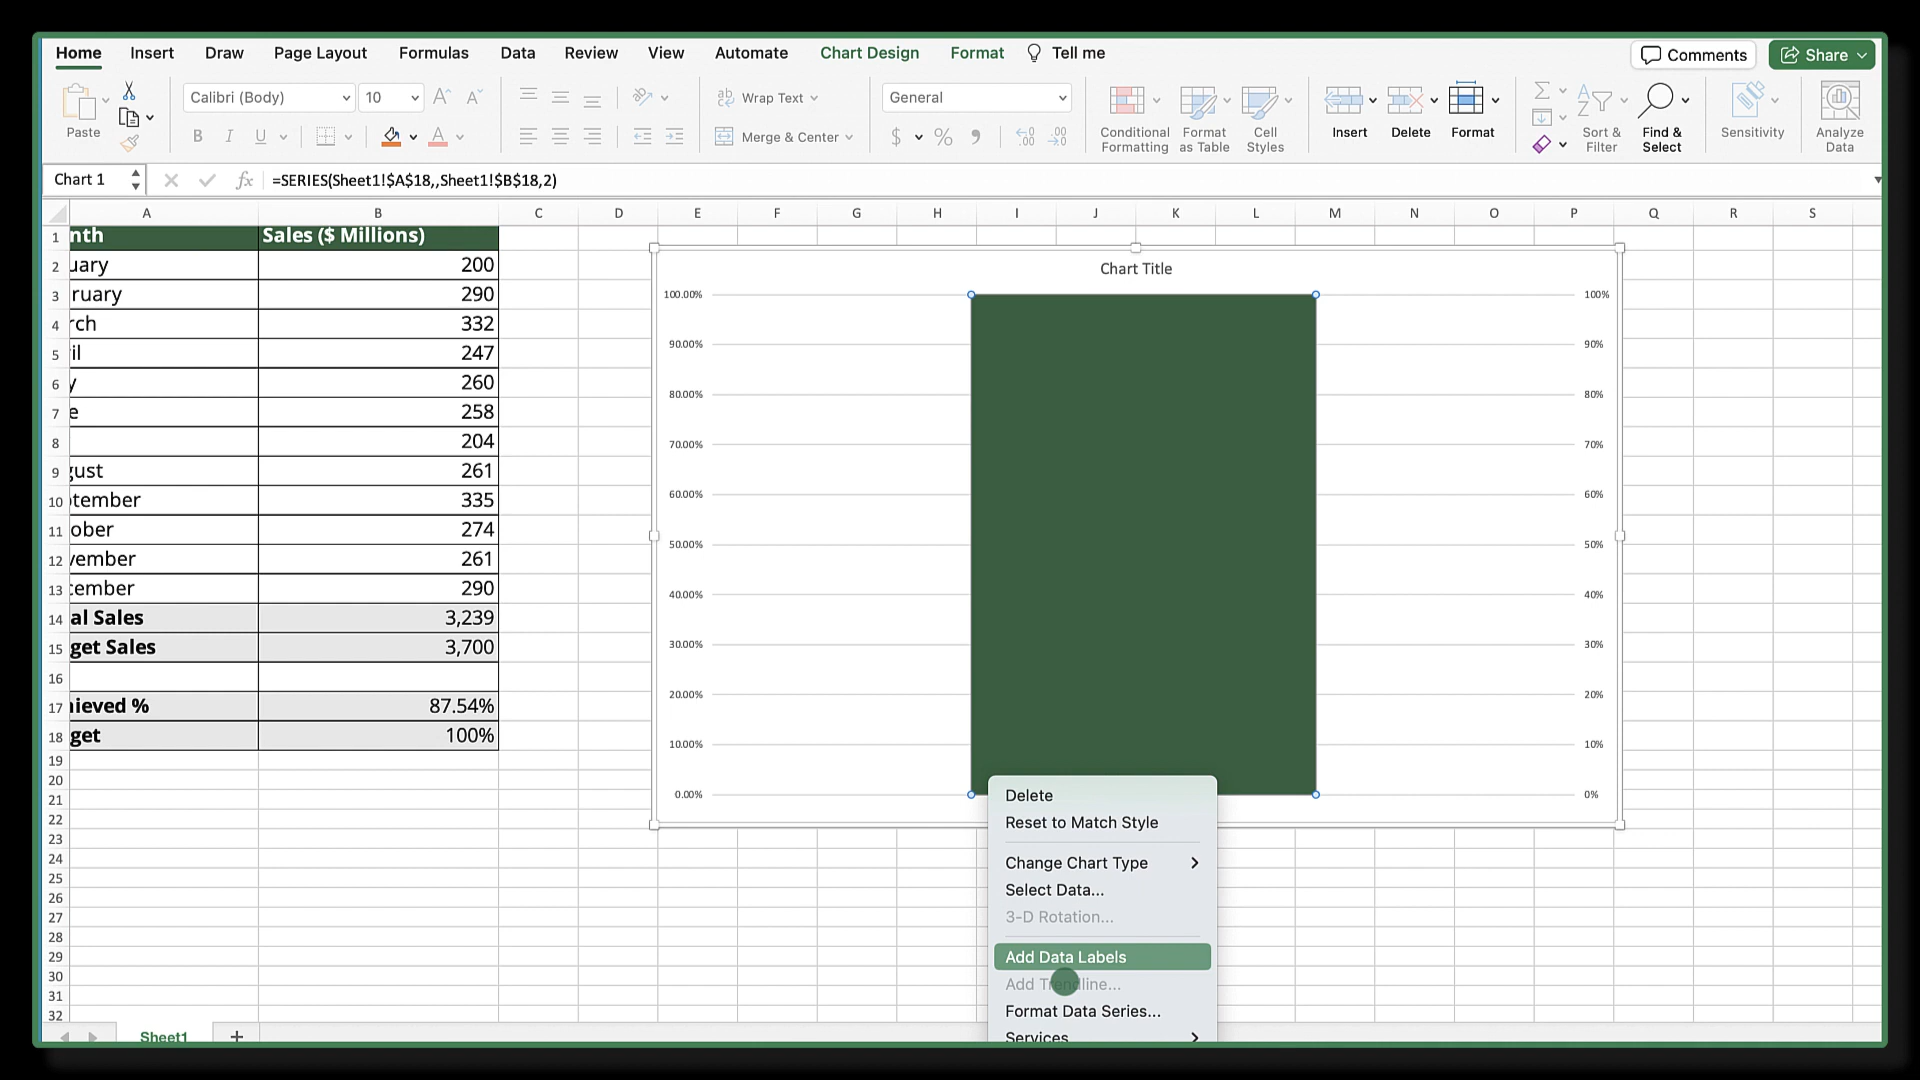 Home Insert Draw Page Layout Formulas Data Review View Automate Chart Design Format Tell me Comments Share
Paste
Calibri (Body) 10
Wrap Text
Merge & Center
General
Conditional Formatting
Format as Table
Cell Styles
Insert Delete Format
Sort & Filter
Find & Select
Sensitivity
Analyze Data
Chart 1 fx =SERIES(Sheet1!$A$18,,Sheet1!$B$18,2)
A B C D E F G H I J K L M N O P Q R S
1 nth Sales ($ Millions)
2 uary 200
3 ruary 290
4 rch 332
5 il 247
6 y 260
7 e 258
8 204
9 gust 261
10 tember 335
11 ober 274
12 vember 261
13 cember 290
14 al Sales 3,239
15 get Sales 3,700
16
17 hieved % 87.54%
18 get 100%
19
20
21
22
23
24
25
26
27
28
29
30
31
32
Chart Title
100.00% 100%
90.00% 90%
80.00% 80%
70.00% 70%
60.00% 60%
50.00% 50%
40.00% 40%
30.00% 30%
20.00% 20%
10.00% 10%
0.00% 0%
Delete
Reset to Match Style
Change Chart Type
Select Data...
3-D Rotation...
Add Data Labels
Add Trendline...
Format Data Series...
Services
Sheet1 +